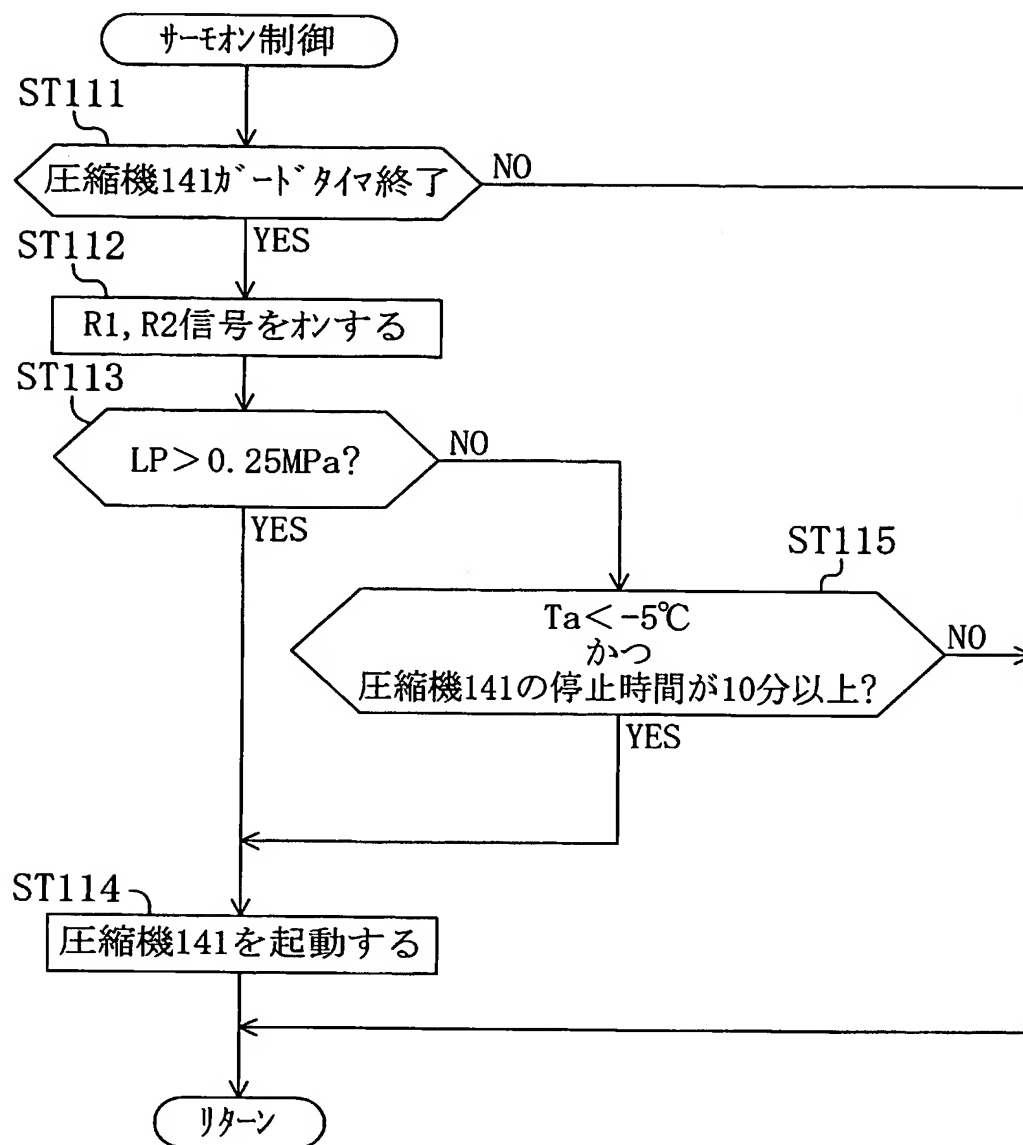 サーモオン制御
ST111
圧縮機141ガードタイマ終了
NO
YES
ST112
R1,R2信号をオンする
ST113
LP>0.25MPa?
NO
YES
ST115
Ta<-5℃
かつ
圧縮機141の停止時間が10分以上?
NO
YES
ST114
圧縮機141を起動する
リターン